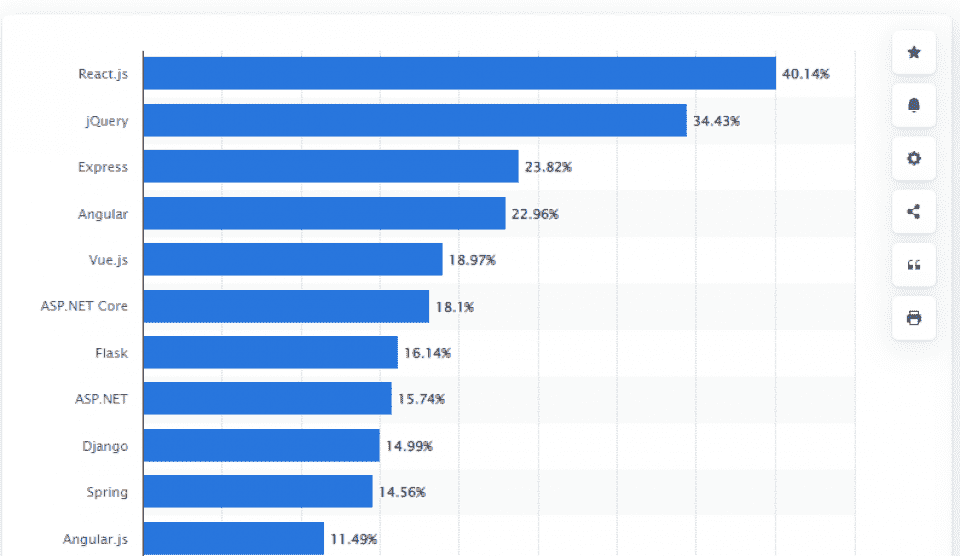 React.js 40.14%
jQuery 34.43%
Express 23.82%
Angular 22.96%
Vue.js 18.97%
ASP.NET Core 18.1%
Flask 16.14%
ASP.NET 15.74%
Django 14.99%
Spring 14.56%
Angular.js 11.49%